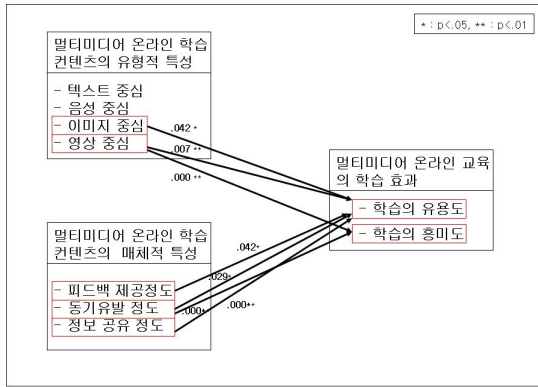 * : p<.05, ** : p<.01
멀티미디어 온라인 학습
컨텐츠의 유형적 특성
- 텍스트 중심
- 음성 중심
- 이미지 중심
- 영상 중심
.042 *
.007 **
.000 **
멀티미디어 온라인 교육
의 학습 효과
- 학습의 유용도
- 학습의 흥미도
멀티미디어 온라인 학습
컨텐츠의 매체적 특성
- 피드백 제공정도
- 동기유발 정도
- 정보 공유 정도
.042*
.029*
.000*
.000**